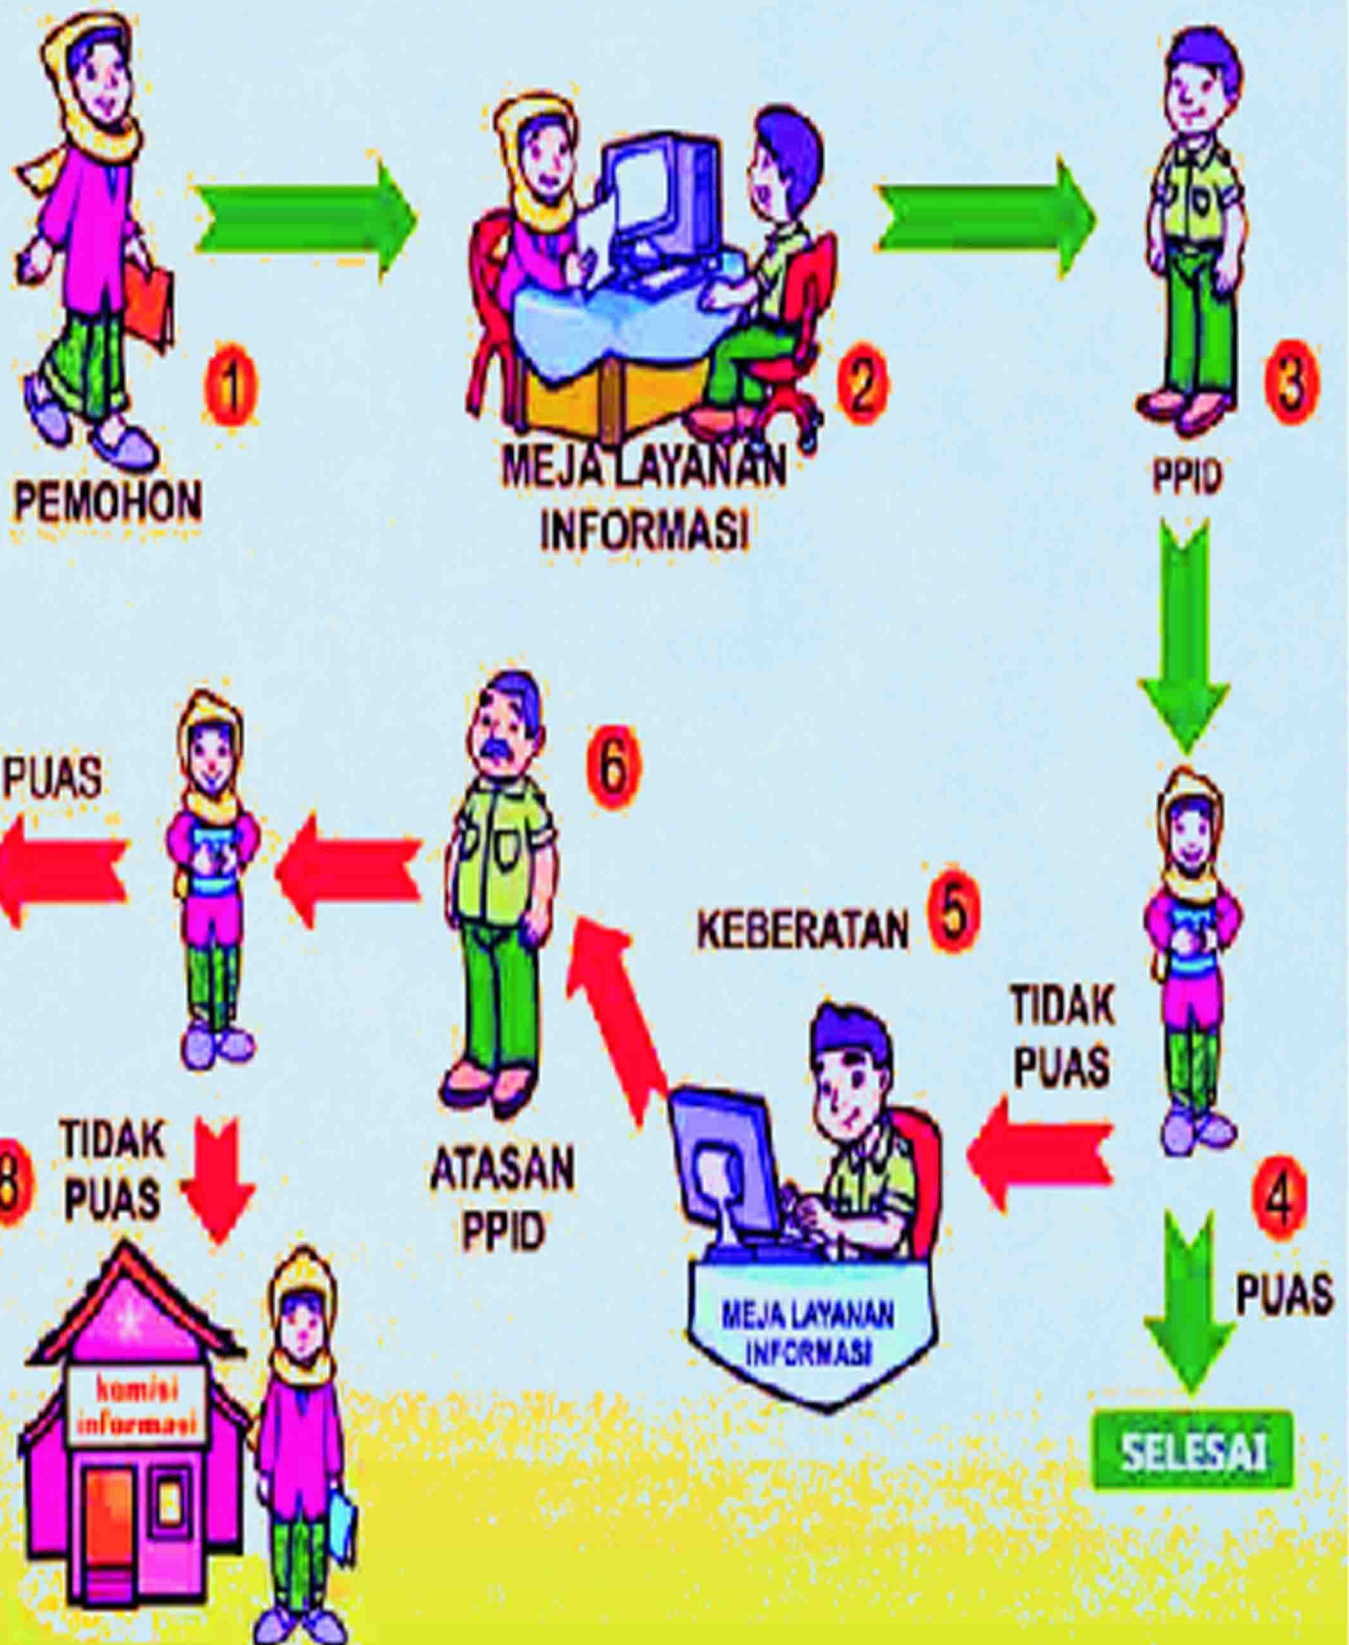 1
PEMOHON
2
MEJA LAYANAN
INFORMASI
3
PPID
4
PUAS
SELESAI
TIDAK
PUAS
KEBERATAN 5
MEJA LAYANAN
INFORMASI
6
ATASAN
PPID
PUAS
8
TIDAK
PUAS
komisi
informasi